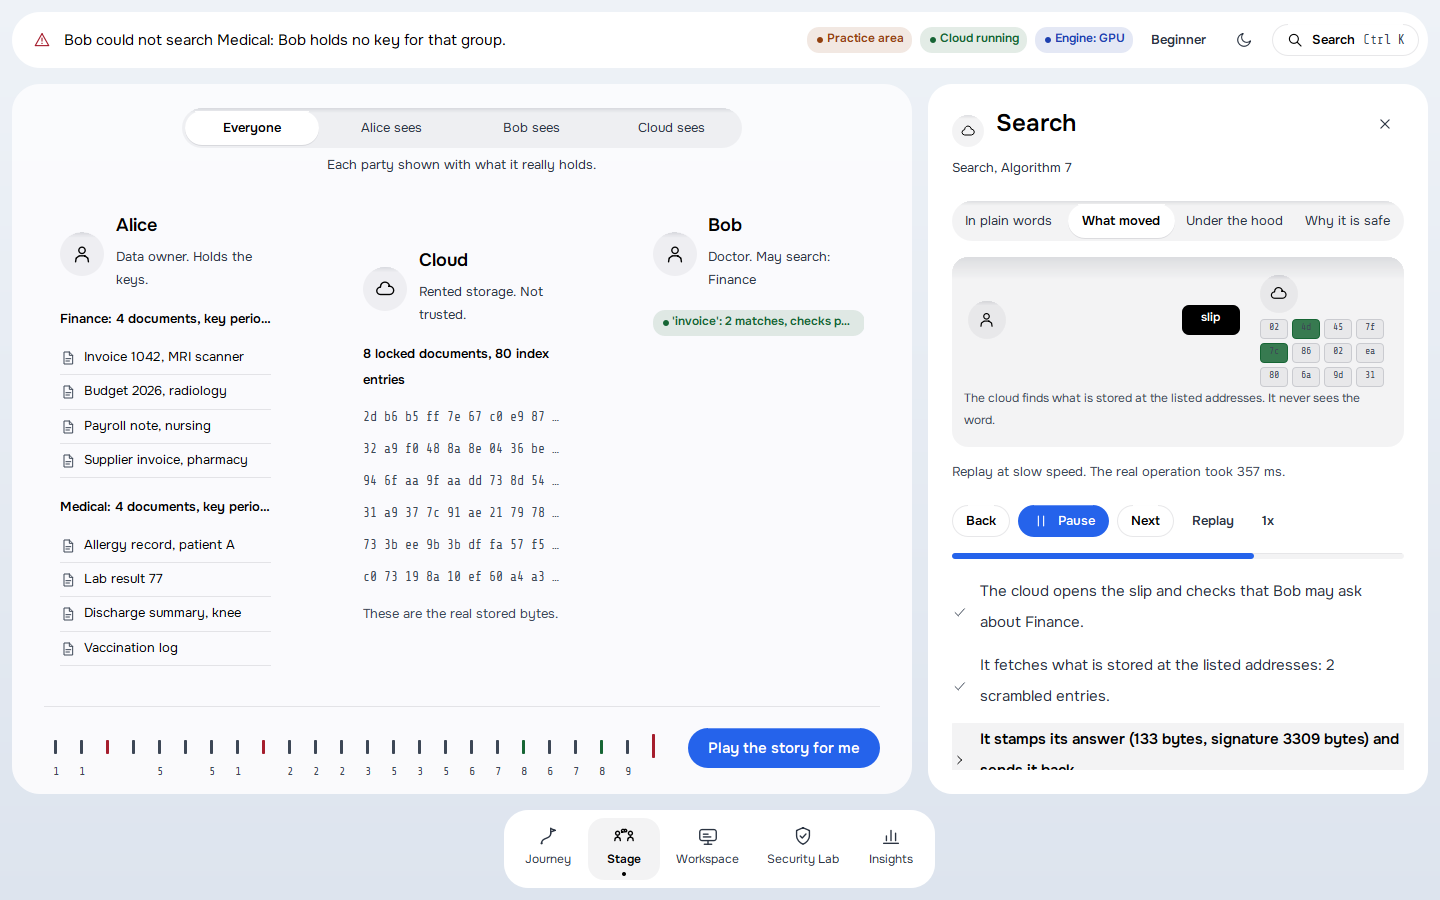 Bob could not search Medical: Bob holds no key for that group.
Practice area
Cloud running
Engine: GPU
Beginner
Search Ctrl K
Everyone
Alice sees
Bob sees
Cloud sees
Each party shown with what it really holds.
Alice
Data owner. Holds the
keys.
Finance: 4 documents, key perio...
Invoice 1042, MRI scanner
Budget 2026, radiology
Payroll note, nursing
Supplier invoice, pharmacy
Medical: 4 documents, key perio...
Allergy record, patient A
Lab result 77
Discharge summary, knee
Vaccination log
Cloud
Rented storage. Not
trusted.
8 locked documents, 80 index
entries
2d b6 b5 ff 7e 67 c0 e9 87 …
32 a9 f0 48 8a 8e 04 36 be …
94 6f aa 9f aa dd 73 8d 54 …
31 a9 37 7c 91 ae 21 79 78 …
73 3b ee 9b 3b df fa 57 f5 …
c0 73 19 8a 10 ef 60 a4 a3 …
These are the real stored bytes.
Bob
Doctor. May search:
Finance
'invoice': 2 matches, checks p...
1 1 5 5 1 2 2 2 3 5 3 5 6 7 8 6 7 8 9
Play the story for me
Search
Search, Algorithm 7
In plain words
What moved
Under the hood
Why it is safe
slip
02 4d 45 7f
7c 86 02 ea
80 6a 9d 31
The cloud finds what is stored at the listed addresses. It never sees the
word.
Replay at slow speed. The real operation took 357 ms.
Back
Pause
Next
Replay
1x
The cloud opens the slip and checks that Bob may ask
about Finance.
It fetches what is stored at the listed addresses: 2
scrambled entries.
It stamps its answer (133 bytes, signature 3309 bytes) and
sends it back
Journey
Stage
Workspace
Security Lab
Insights